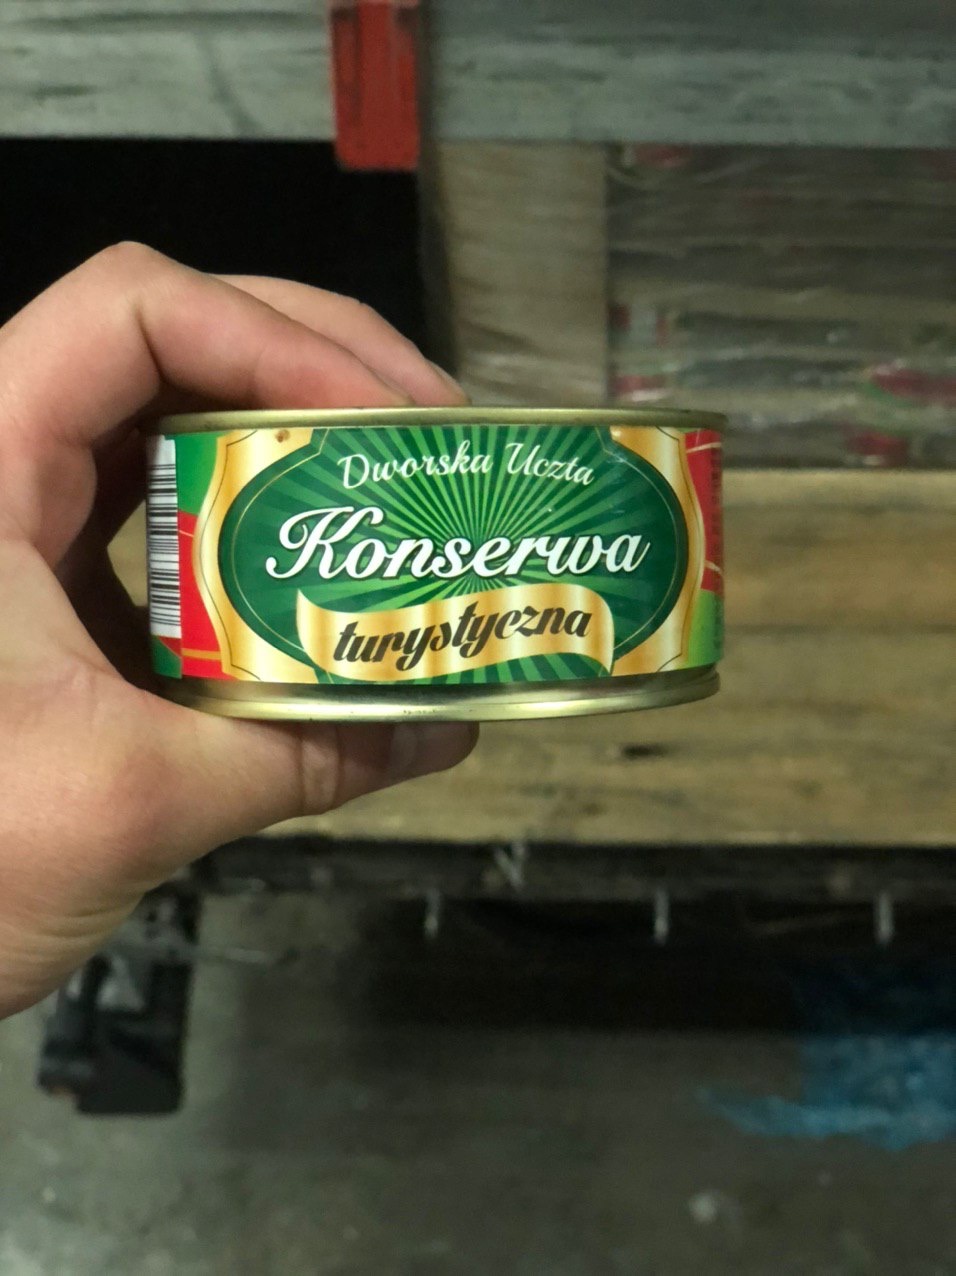 Dworska Uczta
Konserwa
turystyczna